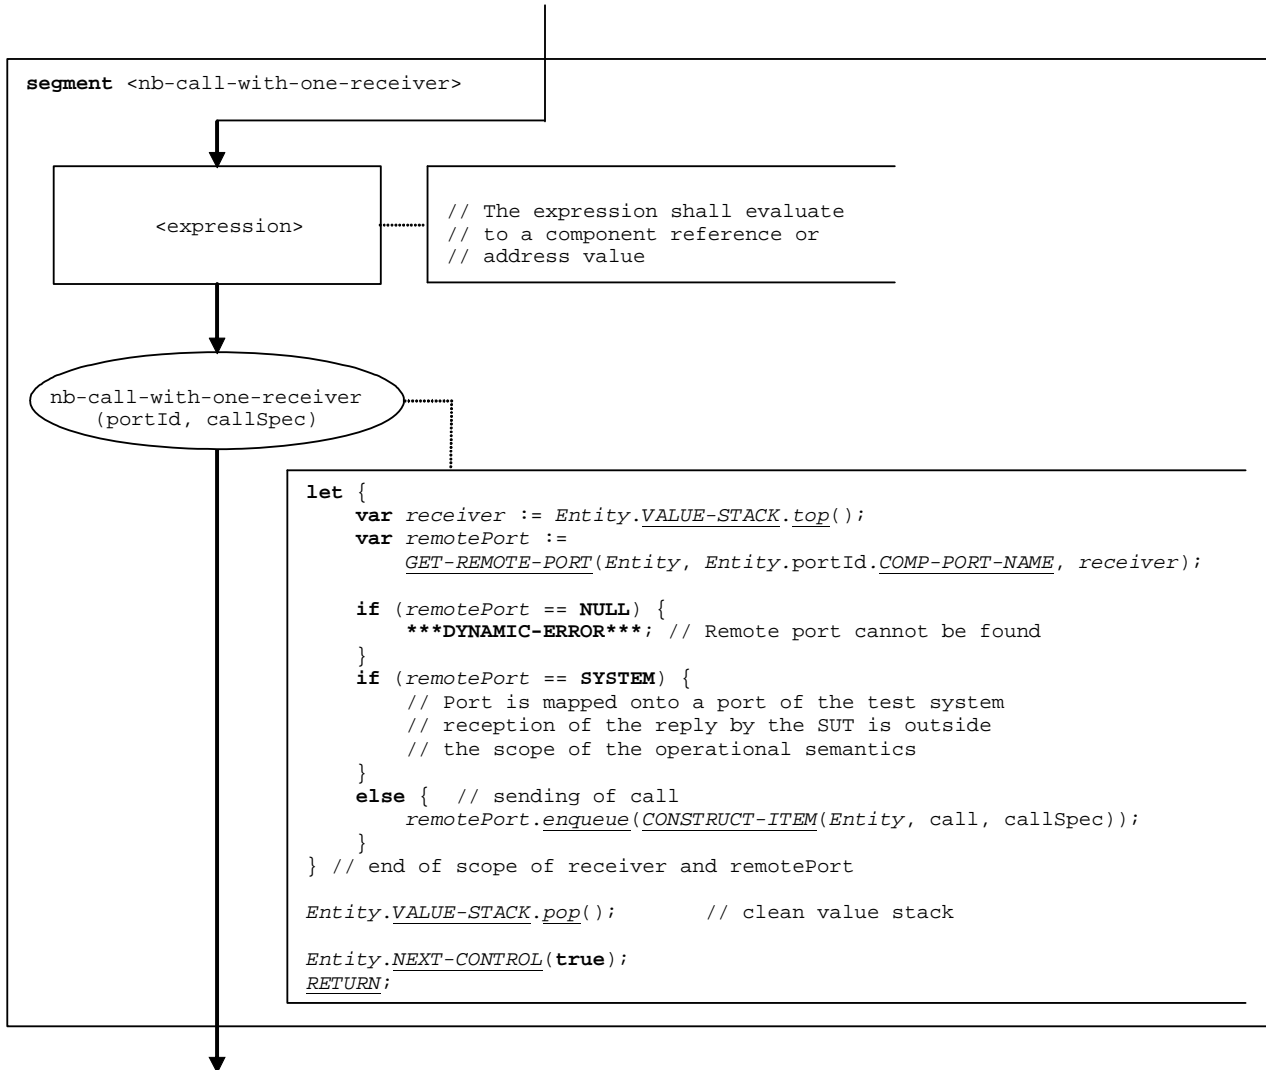 segment <nb-call-with-one-receiver>
<expression>
// The expression shall evaluate
// to a component reference or
// address value
nb-call-with-one-receiver
(portId, callSpec)
let {
    var receiver := Entity.VALUE-STACK.top();
    var remotePort :=
        GET-REMOTE-PORT(Entity, Entity.portId.COMP-PORT-NAME, receiver);
    if (remotePort == NULL) {
        ***DYNAMIC-ERROR***; // Remote port cannot be found
    }
    if (remotePort == SYSTEM) {
        // Port is mapped onto a port of the test system
        // reception of the reply by the SUT is outside
        // the scope of the operational semantics
    }
    else {  // sending of call
        remotePort.enqueue(CONSTRUCT-ITEM(Entity, call, callSpec));
    }
} // end of scope of receiver and remotePort
Entity.VALUE-STACK.pop();       // clean value stack
Entity.NEXT-CONTROL(true);
RETURN;